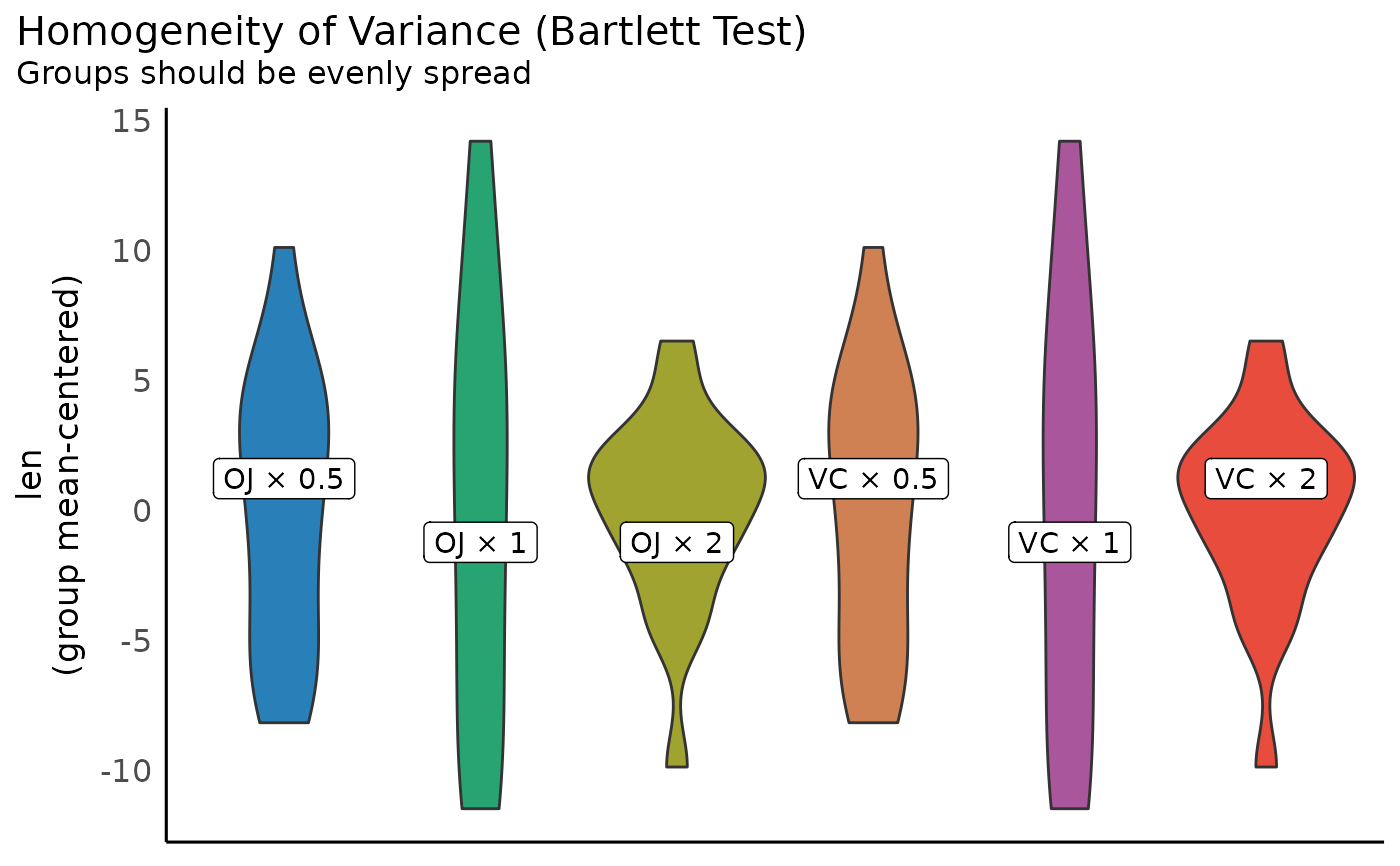 Homogeneity of Variance (Bartlett Test)
Groups should be evenly spread
len
(group mean-centered)
15
10
5
0
-5
-10
OJ × 0.5
OJ × 1
OJ × 2
VC × 0.5
VC × 1
VC × 2